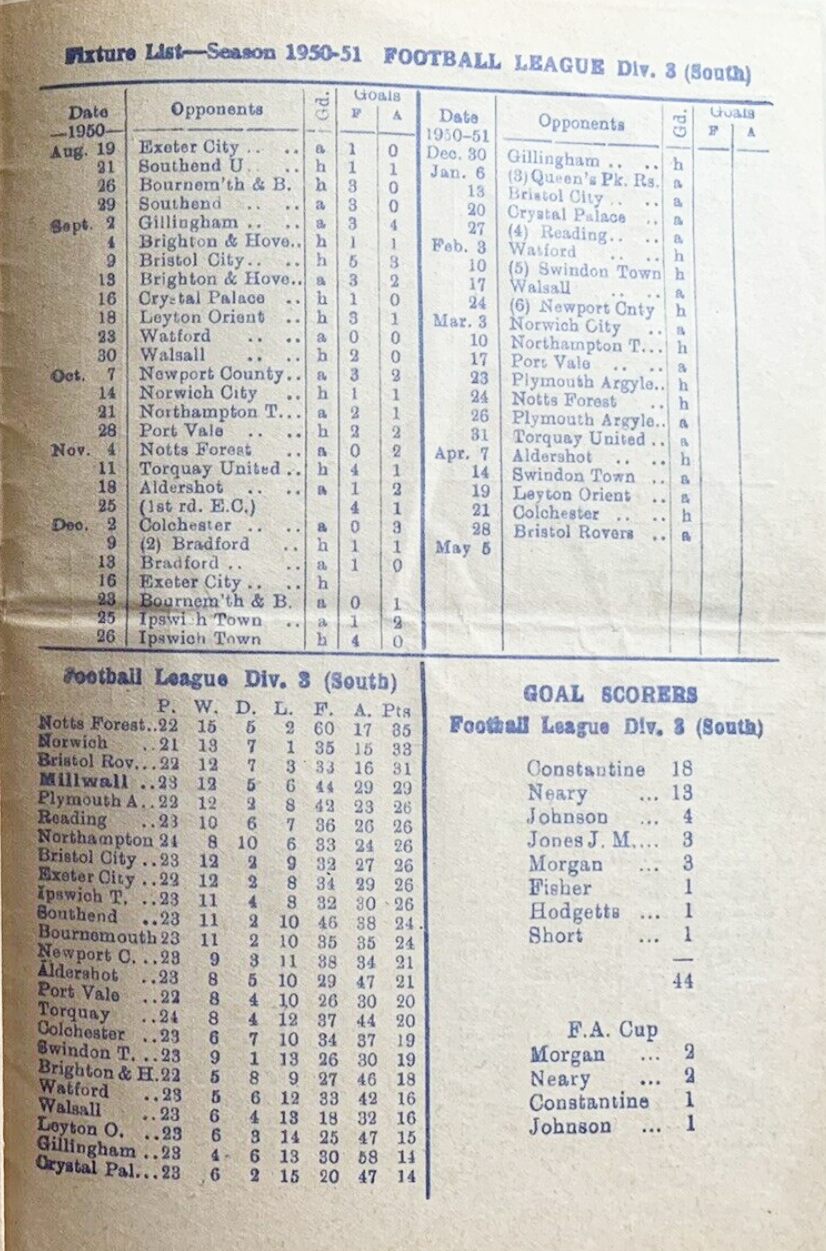 Fixture List—Season 1950-51 FOOTBALL LEAGUE Div. 3 (South)
Date —1950— Opponents Gd. Goals F A
Aug. 19 Exeter City .. .. a 1 0
21 Southend U. .. h 1 1
26 Bournem'th & B. h 3 0
29 Southend .. .. a 3 0
Sept. 2 Gillingham .. .. a 3 4
4 Brighton & Hove.. h 1 1
9 Bristol City.. .. h 5 3
13 Brighton & Hove.. a 3 2
16 Crystal Palace .. h 1 0
18 Leyton Orient .. h 3 1
23 Watford .. .. a 0 0
30 Walsall .. .. h 2 0
Oct. 7 Newport County.. a 3 2
14 Norwich City .. h 1 1
21 Northampton T... a 2 1
28 Port Vale .. .. h 2 2
Nov. 4 Notts Forest .. a 0 2
11 Torquay United .. h 4 1
18 Aldershot .. .. a 1 2
25 (1st rd. E.C.) 4 1
Dec. 2 Colchester .. .. a 0 3
9 (2) Bradford .. h 1 1
13 Bradford .. .. a 1 0
16 Exeter City .. .. h
23 Bournem'th & B. a 0 1
25 Ipswi h Town .. a 1 2
26 Ipswich Town h 4 0
Date 1950-51 Opponents Gd. Goals F A
Dec. 30 Gillingham .. .. h
Jan. 6 (3) Queen's Pk. Rs. a
13 Bristol City .. .. a
20 Crystal Palace .. a
27 (4) Reading.. .. a
Feb. 3 Watford .. .. h
10 (5) Swindon Town h
17 Walsall .. .. a
24 (6) Newport Cnty h
Mar. 3 Norwich City .. a
10 Northampton T... h
17 Port Vale .. .. a
23 Plymouth Argyle.. h
24 Notts Forest .. h
26 Plymouth Argyle.. a
31 Torquay United .. a
Apr. 7 Aldershot .. .. h
14 Swindon Town .. a
19 Leyton Orient .. a
21 Colchester .. .. h
28 Bristol Rovers .. a
May 5
Football League Div. 3 (South)
P. W. D. L. F. A. Pts
Notts Forest..22 15 5 2 60 17 35
Norwich ..21 13 7 1 35 15 33
Bristol Rov...22 12 7 3 33 16 31
Millwall ..23 12 5 6 44 29 29
Plymouth A..22 12 2 8 42 23 26
Reading ..23 10 6 7 36 26 26
Northampton 24 8 10 6 33 24 26
Bristol City ..23 12 2 9 32 27 26
Exeter City ..22 12 2 8 34 29 26
Ipswich T. ..23 11 4 8 32 30 26
Southend ..23 11 2 10 46 38 24
Bournemouth 23 11 2 10 35 35 24
Newport C. ..23 9 3 11 38 34 21
Aldershot ..23 8 5 10 29 47 21
Port Vale ..22 8 4 10 26 30 20
Torquay ..24 8 4 12 37 44 20
Colchester ..23 6 7 10 34 37 19
Swindon T. ..23 9 1 13 26 30 19
Brighton & H.22 5 8 9 27 46 18
Watford ..23 5 6 12 33 42 16
Walsall ..23 6 4 13 18 32 16
Leyton O. ..23 6 3 14 25 47 15
Gillingham ..23 4 6 13 30 58 14
Crystal Pal...23 6 2 15 20 47 14
GOAL SCORERS
Football League Div. 3 (South)
Constantine 18
Neary ... 13
Johnson ... 4
Jones J. M.... 3
Morgan ... 3
Fisher 1
Hodgetts ... 1
Short ... 1
44
F.A. Cup
Morgan ... 2
Neary ... 2
Constantine 1
Johnson ... 1